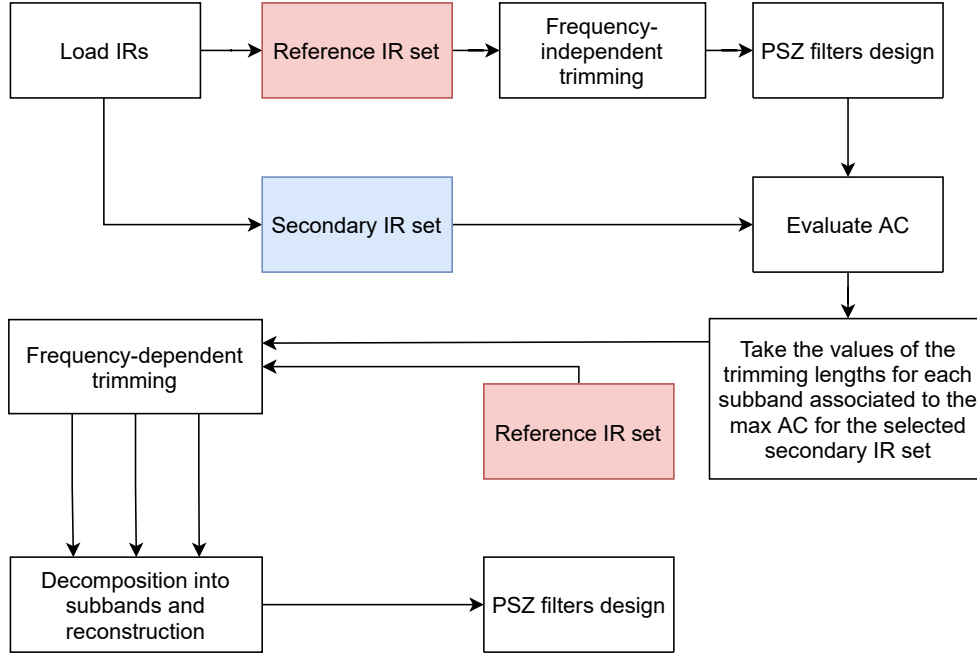 Load IRs
Reference IR set
Frequency-
independent
trimming
PSZ filters design
Secondary IR set
Evaluate AC
Frequency-dependent
trimming
Reference IR set
Take the values of the
trimming lengths for each
subband associated to the
max AC for the selected
secondary IR set
Decomposition into
subbands and
reconstruction
PSZ filters design